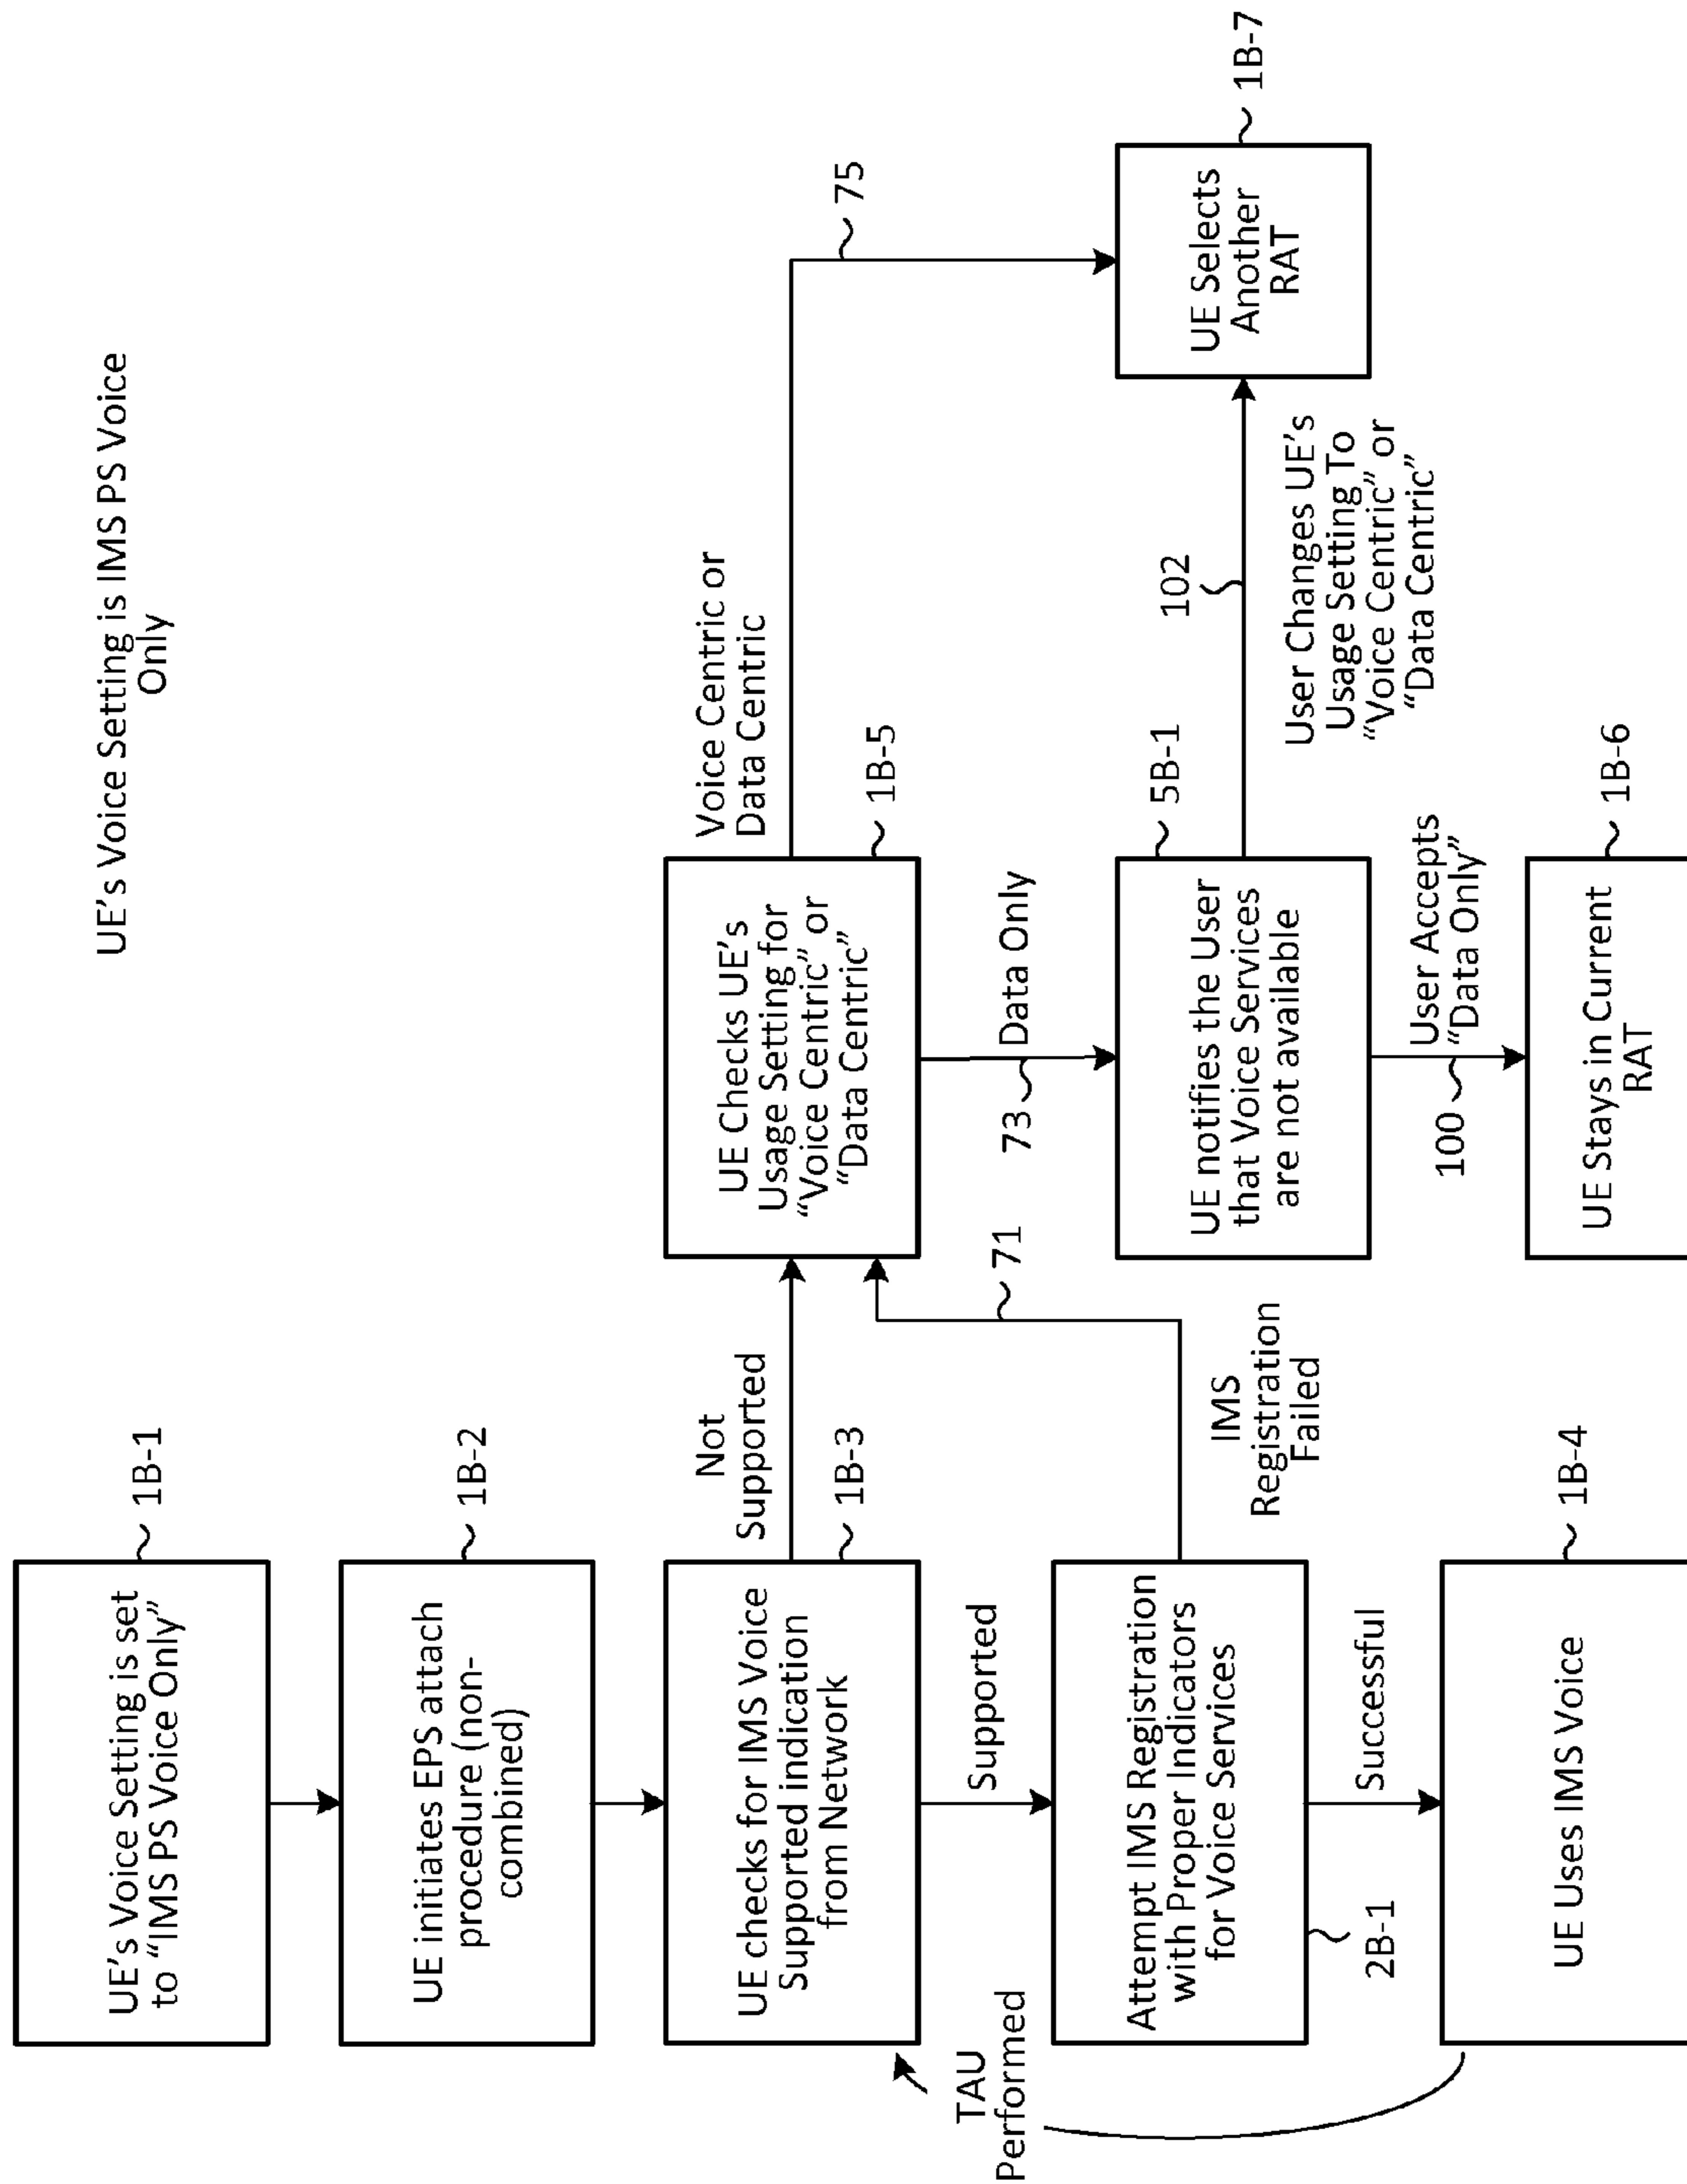 UE's Voice Setting is IMS PS Voice
Only
UE's Voice Setting is set
to “IMS PS Voice Only”
1B-1
UE initiates EPS attach
procedure (non-
combined)
1B-2
UE checks for IMS Voice
Supported indication
from Network
1B-3
Not
Supported
Supported
Attempt IMS Registration
with Proper Indicators
for Voice Services
2B-1
IMS
Registration
Failed
71
Successful
UE Uses IMS Voice
1B-4
TAU
Performed
UE Checks UE's
Usage Setting for
“Voice Centric” or
“Data Centric”
1B-5
Voice Centric or
Data Centric
75
73
Data Only
UE notifies the User
that Voice Services
are not available
5B-1
102
User Changes UE's
Usage Setting To
“Voice Centric” or
“Data Centric”
100
User Accepts
“Data Only”
UE Stays in Current
RAT
1B-6
UE Selects
Another
RAT
1B-7